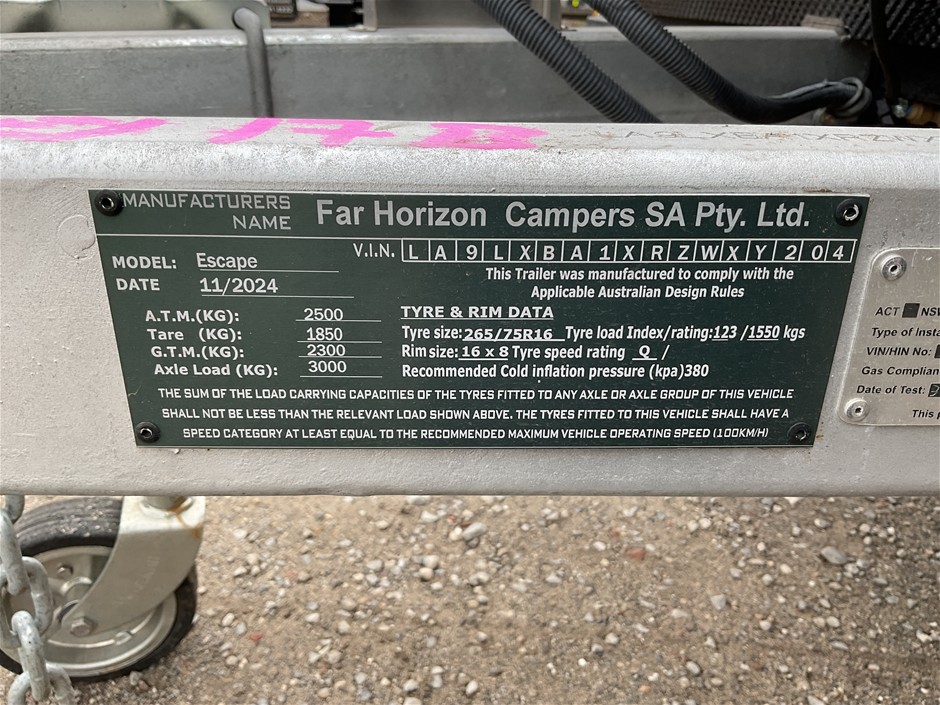 MANUFACTURERS NAME Far Horizon Campers SA Pty. Ltd.
V.I.N. LA9LXBA1XRZWXY204
MODEL: Escape
This Trailer was manufactured to comply with the
DATE 11/2024
Applicable Australian Design Rules
A.T.M.(KG): 2500
Tare (KG): 1850
G.T.M.(KG): 2300
Axle Load (KG): 3000
TYRE & RIM DATA
Tyre size: 265/75R16 Tyre load Index/rating: 123 / 1550 kgs
Rim size: 16 x 8 Tyre speed rating Q /
Recommended Cold inflation pressure (kpa) 380
THE SUM OF THE LOAD CARRYING CAPACITIES OF THE TYRES FITTED TO ANY AXLE OR AXLE GROUP OF THIS VEHICLE
SHALL NOT BE LESS THAN THE RELEVANT LOAD SHOWN ABOVE. THE TYRES FITTED TO THIS VEHICLE SHALL HAVE A
SPEED CATEGORY AT LEAST EQUAL TO THE RECOMMENDED MAXIMUM VEHICLE OPERATING SPEED (100KM/H)
ACT NSW
Type of Insta
VIN/HIN No:
Gas Complian
Date of Test:
This p